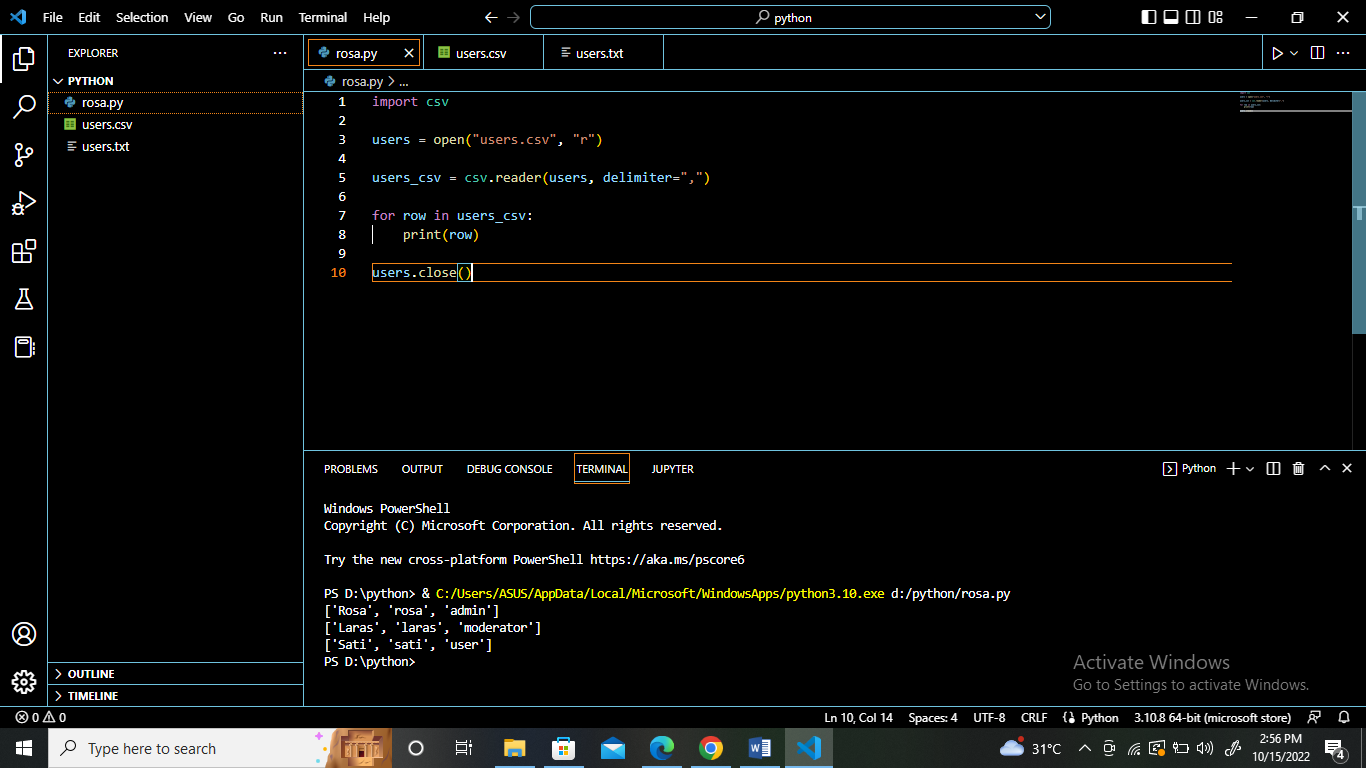 File Edit Selection View Go Run Terminal Help
python
EXPLORER
PYTHON
rosa.py
users.csv
users.txt
OUTLINE
TIMELINE
rosa.py users.csv users.txt
rosa.py > ...
1 import csv
2
3 users = open("users.csv", "r")
4
5 users_csv = csv.reader(users, delimiter=",")
6
7 for row in users_csv:
8 print(row)
9
10 users.close()
PROBLEMS OUTPUT DEBUG CONSOLE TERMINAL JUPYTER
Python
Windows PowerShell
Copyright (C) Microsoft Corporation. All rights reserved.
Try the new cross-platform PowerShell https://aka.ms/pscore6
PS D:\python> & C:/Users/ASUS/AppData/Local/Microsoft/WindowsApps/python3.10.exe d:/python/rosa.py
['Rosa', 'rosa', 'admin']
['Laras', 'laras', 'moderator']
['Sati', 'sati', 'user']
PS D:\python>
Activate Windows
Go to Settings to activate Windows.
0 0
Ln 10, Col 14 Spaces: 4 UTF-8 CRLF Python 3.10.8 64-bit (microsoft store)
Type here to search
31°C
2:56 PM
10/15/2022
4